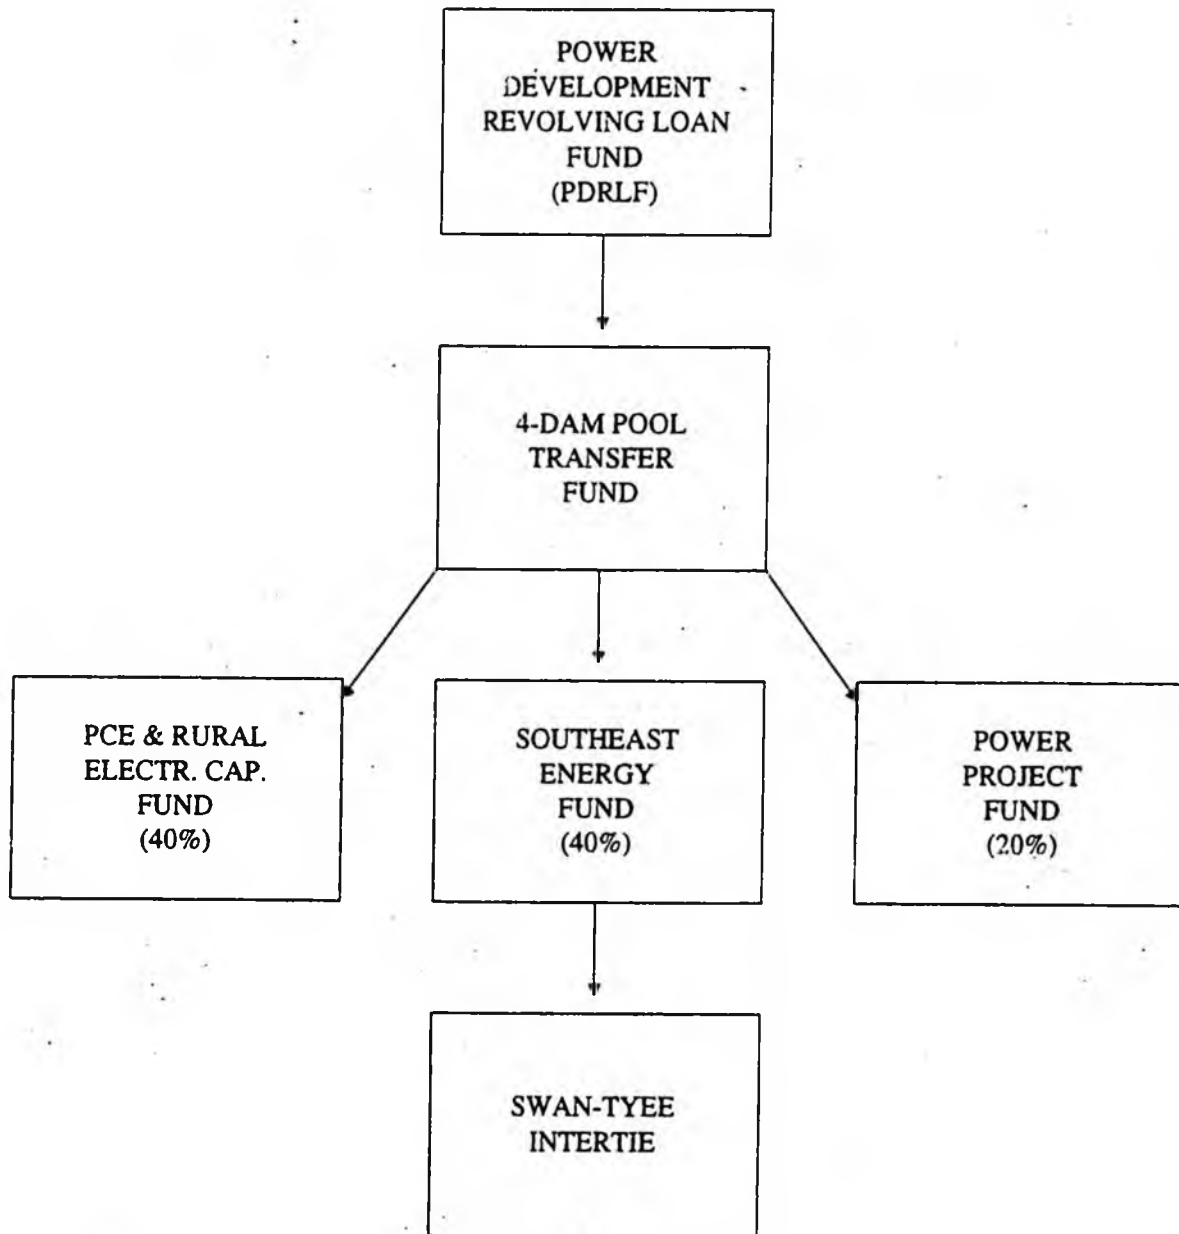 POWER
DEVELOPMENT
REVOLVING LOAN
FUND
(PDRLF)
4-DAM POOL
TRANSFER
FUND
PCE & RURAL
ELECTR. CAP.
FUND
(40%)
SOUTHEAST
ENERGY
FUND
(40%)
POWER
PROJECT
FUND
(20%)
SWAN-TYEE
INTERTIE